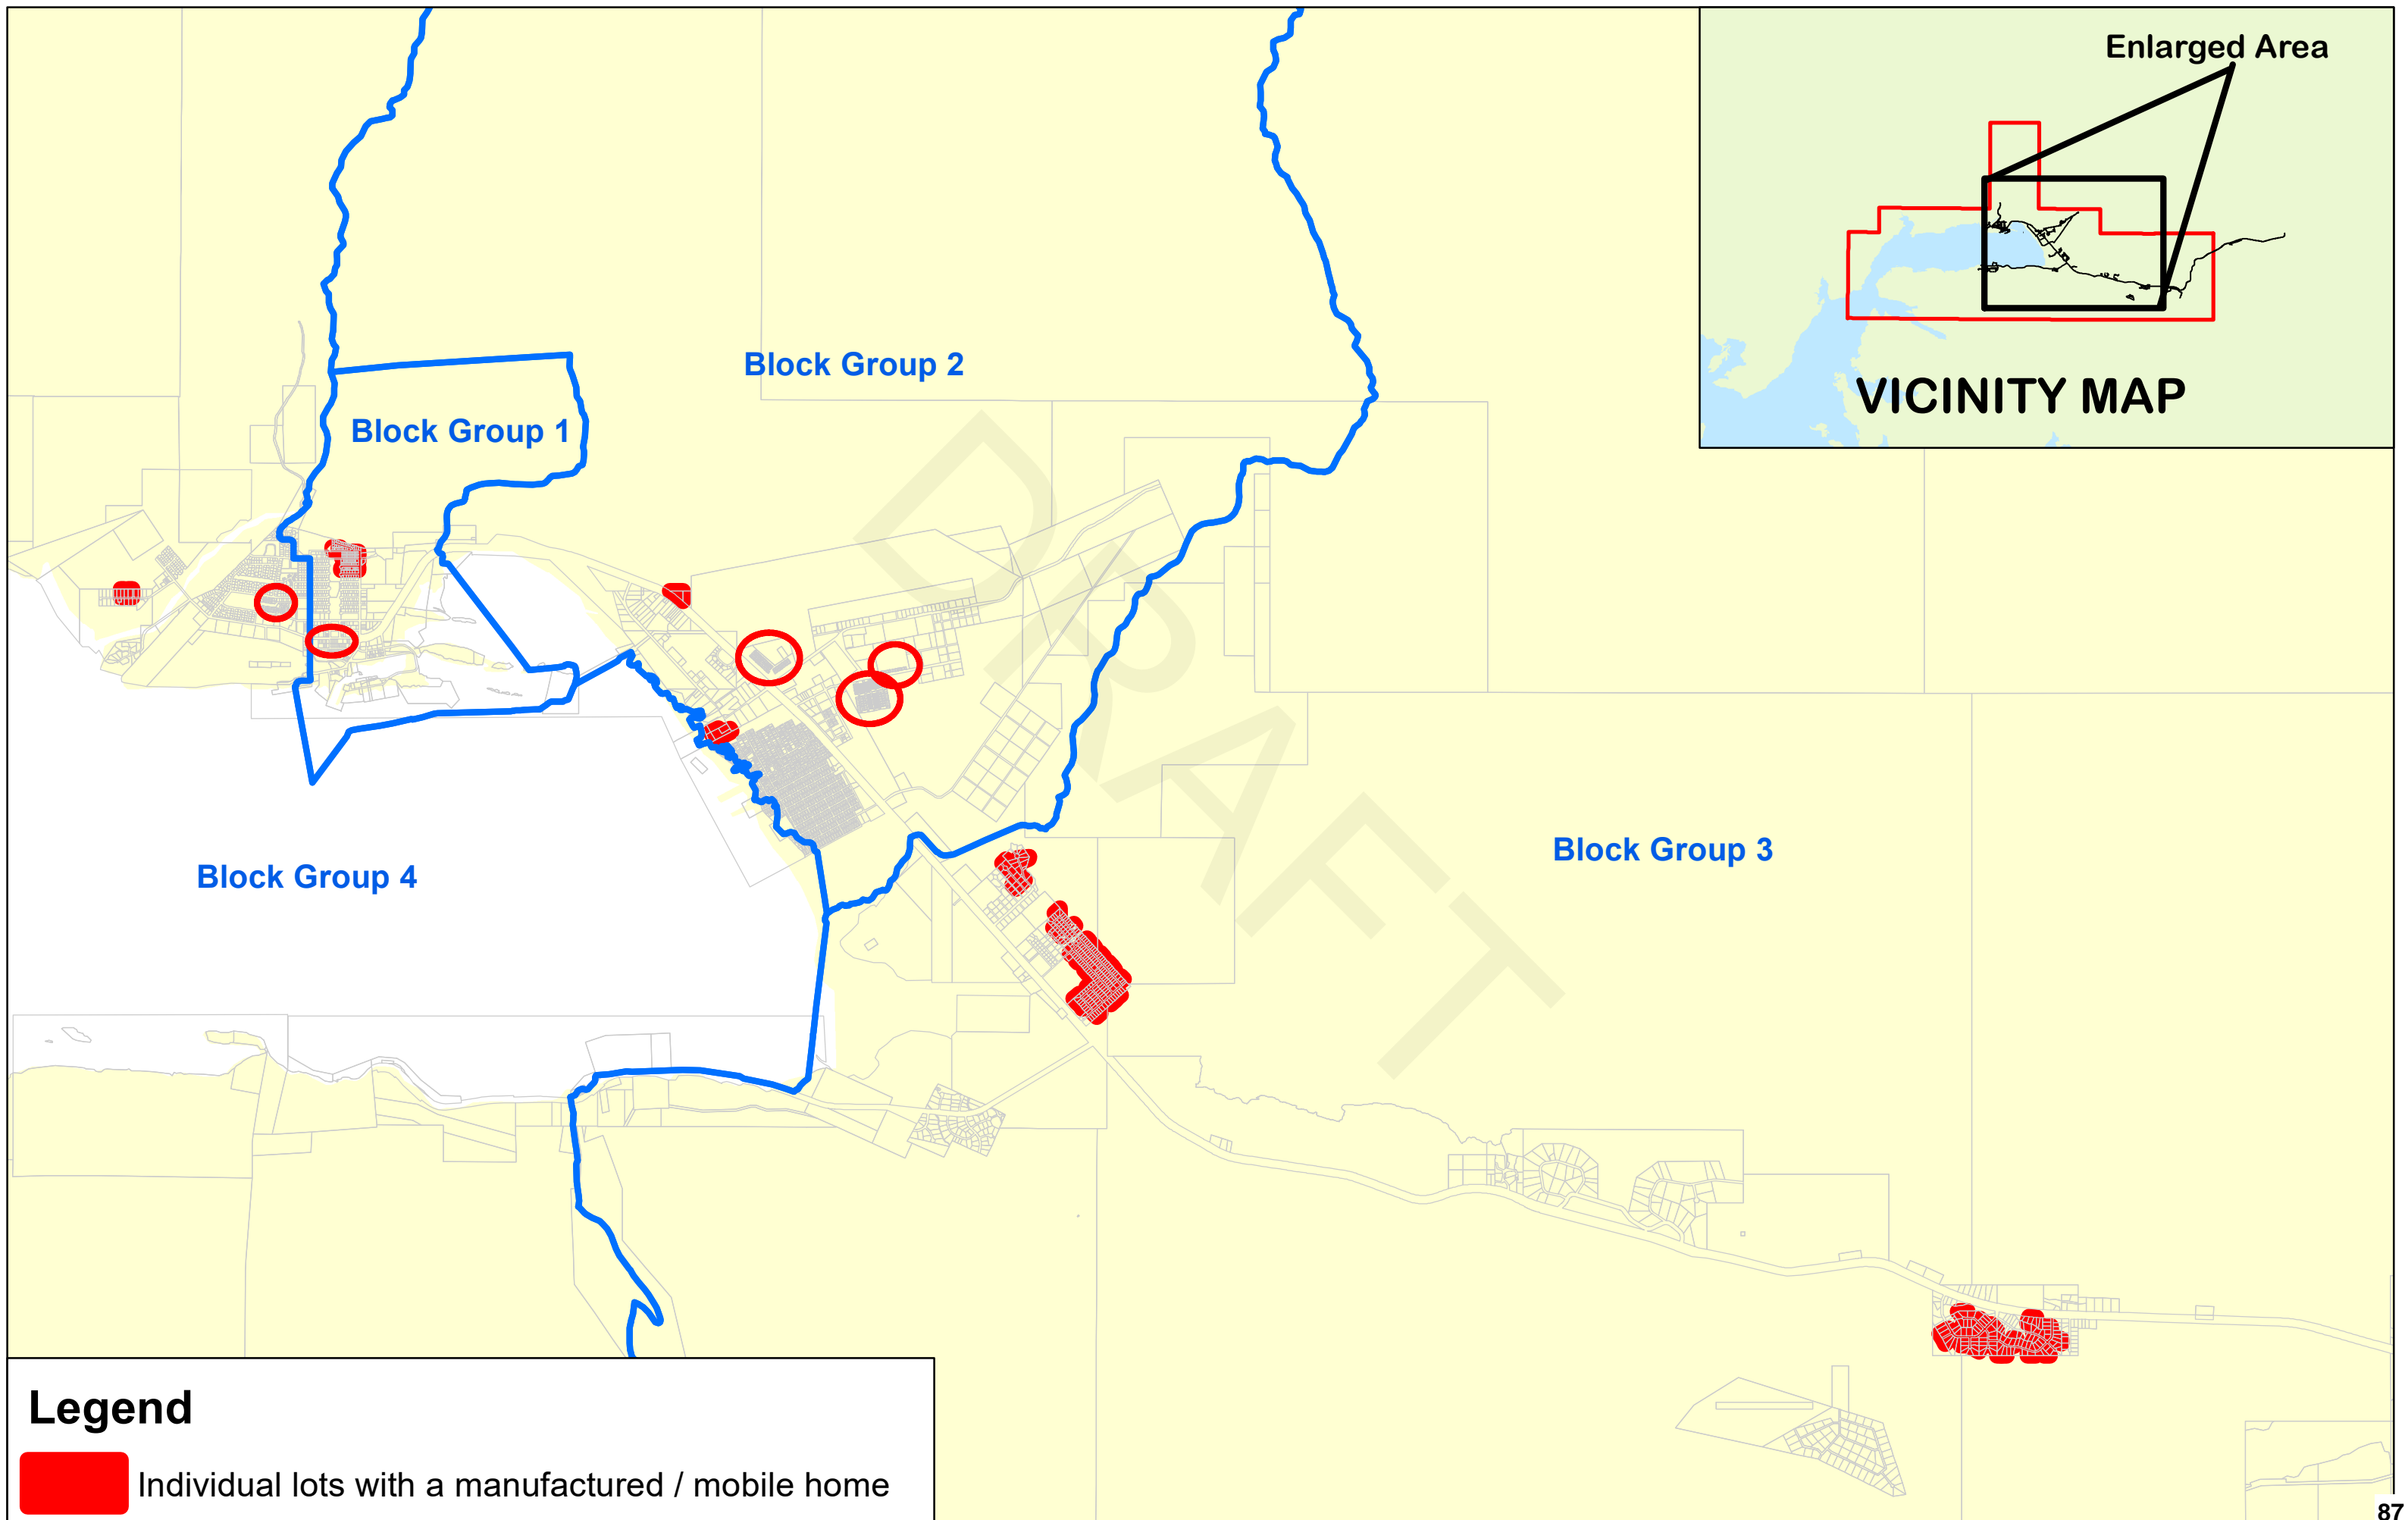 Enlarged Area
VICINITY MAP
Block Group 2
Block Group 1
DRAFT
Block Group 3
Block Group 4
Legend
Individual lots with a manufactured / mobile home
87